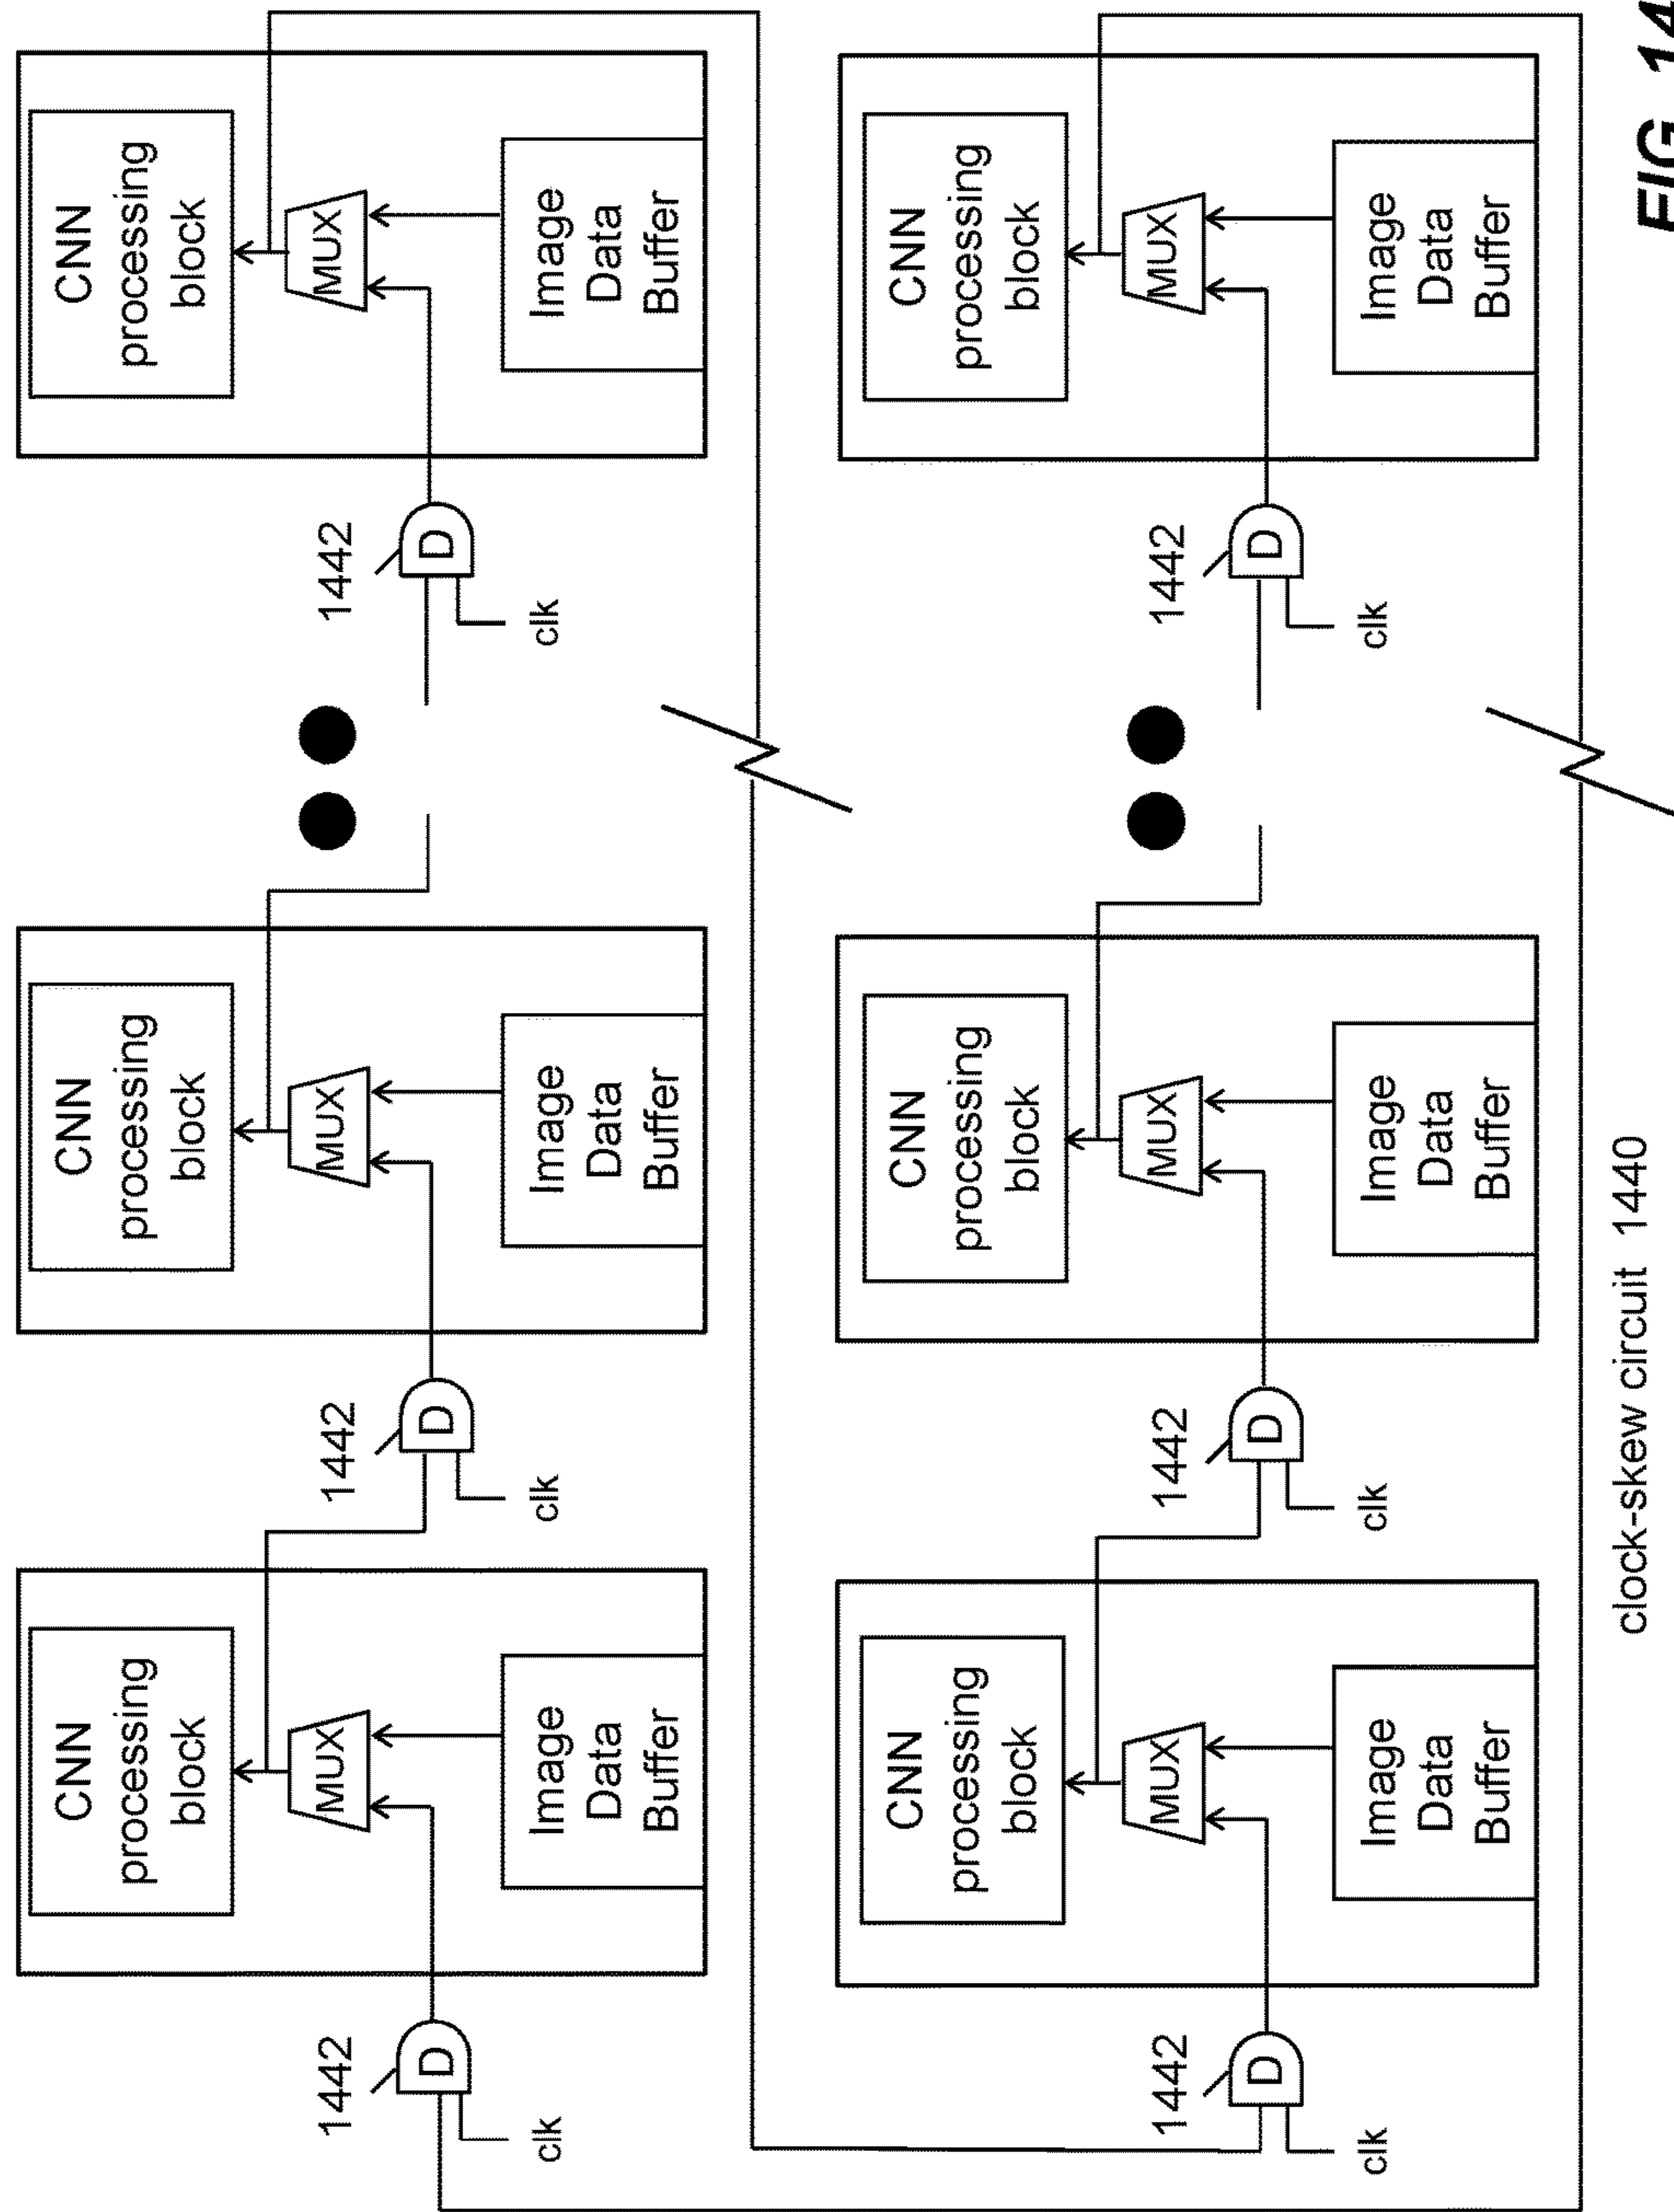 1442
D
clk
CNN
processing
block
MUX
Image
Data
Buffer
1442
D
clk
CNN
processing
block
MUX
Image
Data
Buffer
1442
D
clk
CNN
processing
block
MUX
Image
Data
Buffer
1442
D
clk
CNN
processing
block
MUX
Image
Data
Buffer
1442
D
clk
CNN
processing
block
MUX
Image
Data
Buffer
1442
D
clk
CNN
processing
block
MUX
Image
Data
Buffer
clock-skew circuit 1440
FIG. 14